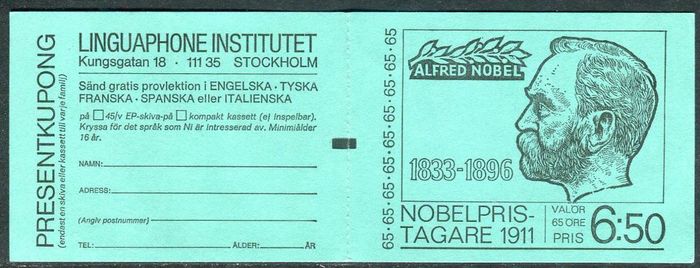 PRESENTKUPONG
(endast en skiva eller kassett till varje familj)
LINGUAPHONE INSTITUTET
Kungsgatan 18 · 111 35 STOCKHOLM
Sänd gratis provlektion i ENGELSKA · TYSKA
FRANSKA · SPANSKA eller ITALIENSKA
på 45/v EP-skiva-på kompakt kassett (ej inspelbar).
Kryssa för det språk som Ni är intresserad av. Minimiålder
16 år.
NAMN:
ADRESS:
(Angiv postnummer)
TEL: ÅLDER: ÅR
65·65·65·65·65·65·65·65·65·65
ALFRED NOBEL
1833-1896
NOBELPRIS-
TAGARE 1911
VALÖR
65 ÖRE
PRIS
6:50